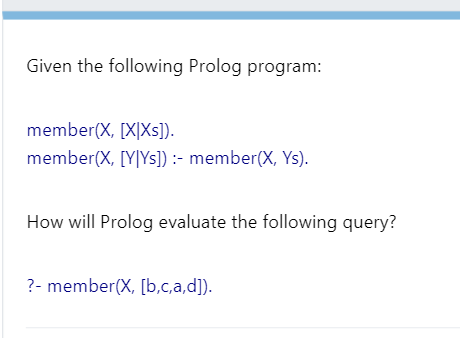 Given the following Prolog program:
member(X, [X|Xs]).
member(X, [Y|Ys]) :- member(X, Ys).
How will Prolog evaluate the following query?
?- member(X, [b,c,a,d]).